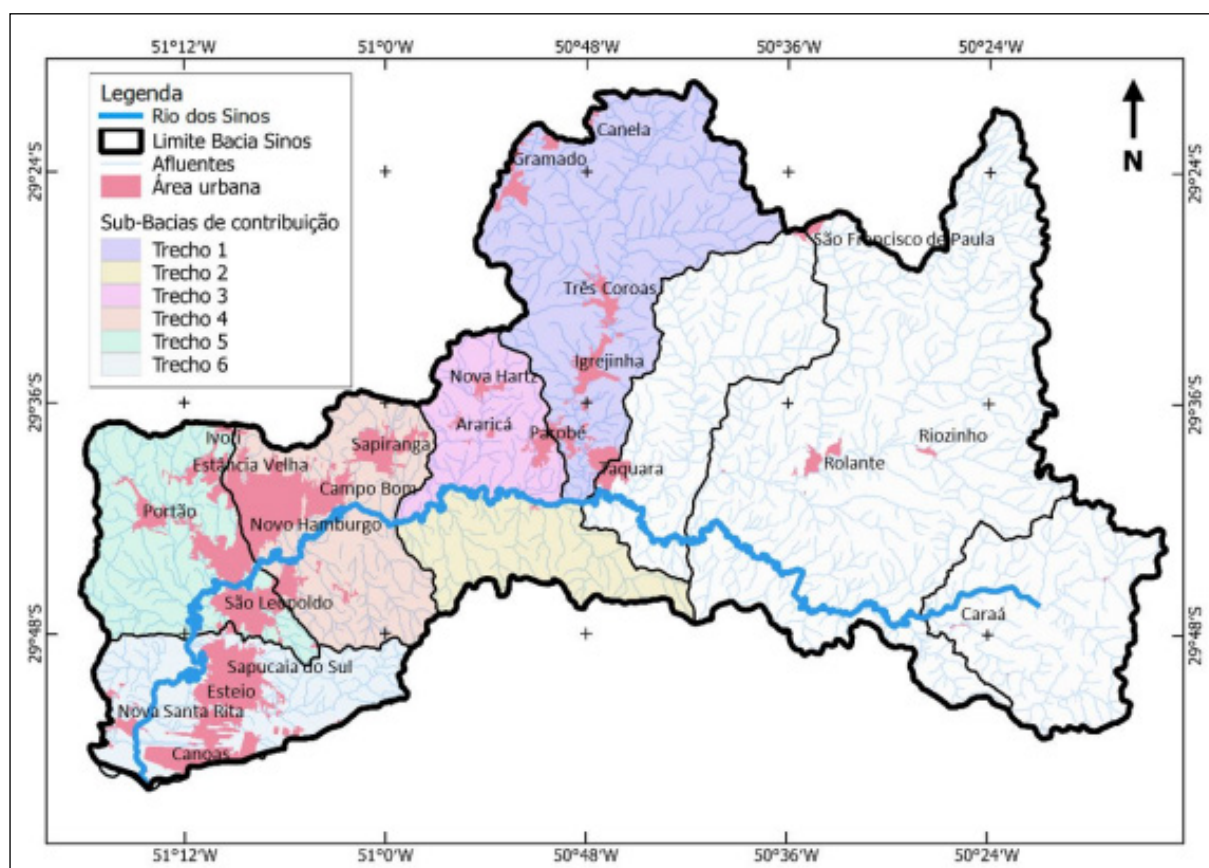 51°12'W 51°0'W 50°48'W 50°36'W 50°24'W
Legenda
Rio dos Sinos
Limite Bacia Sinos
Afluentes
Área urbana
Sub-Bacias de contribuição
Trecho 1
Trecho 2
Trecho 3
Trecho 4
Trecho 5
Trecho 6
N
29°24'S
29°24'S
29°36'S
29°36'S
29°48'S
29°48'S
Canela
Gramado
São Francisco de Paula
Três Coroas
Igrejinha
Nova Hartz
Araricá
Parobé
Taquara
Rolante
Riozinho
Ivoti
Estância Velha
Sapiranga
Campo Bom
Portão
Novo Hamburgo
São Leopoldo
Caraá
Sapucaia do Sul
Esteio
Nova Santa Rita
Canoas
51°12'W 51°0'W 50°48'W 50°36'W 50°24'W